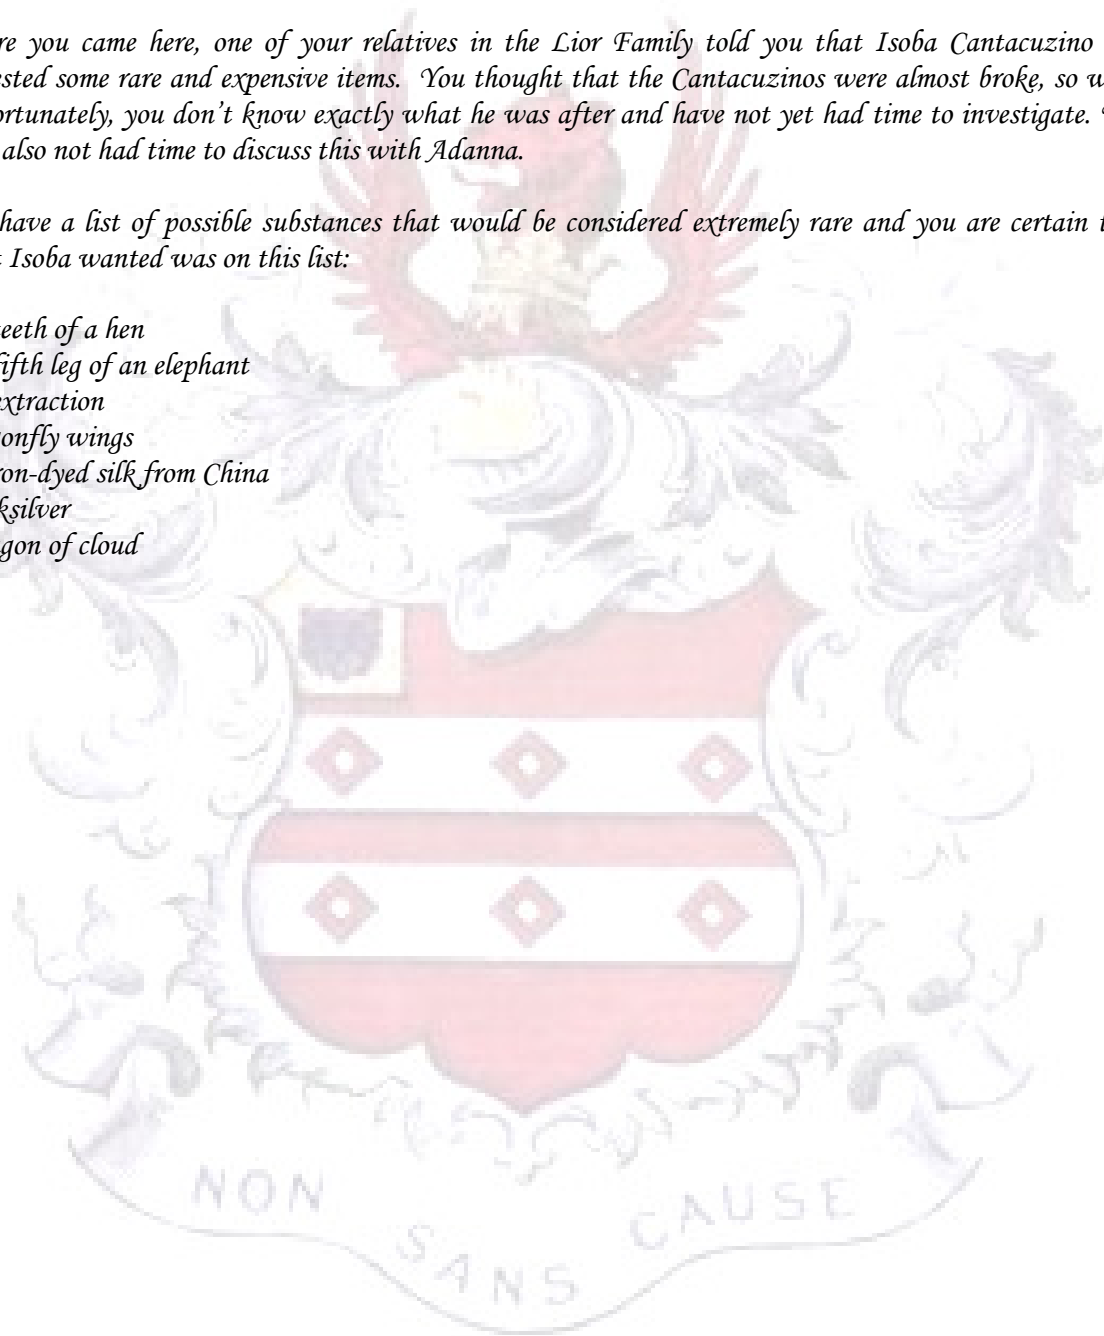 re you came here, one of your relatives in the Lior Family told you that Isoba Cantacuzino
ested some rare and expensive items. You thought that the Cantacuzinos were almost broke, so w
ortunately, you don't know exactly what he was after and have not yet had time to investigate.
also not had time to discuss this with Adanna.
have a list of possible substances that would be considered extremely rare and you are certain t
Isoba wanted was on this list:
eeth of a hen
fifth leg of an elephant
extraction
onfly wings
ron-dyed silk from China
ksilver
gon of cloud
NON SANS CAUSE